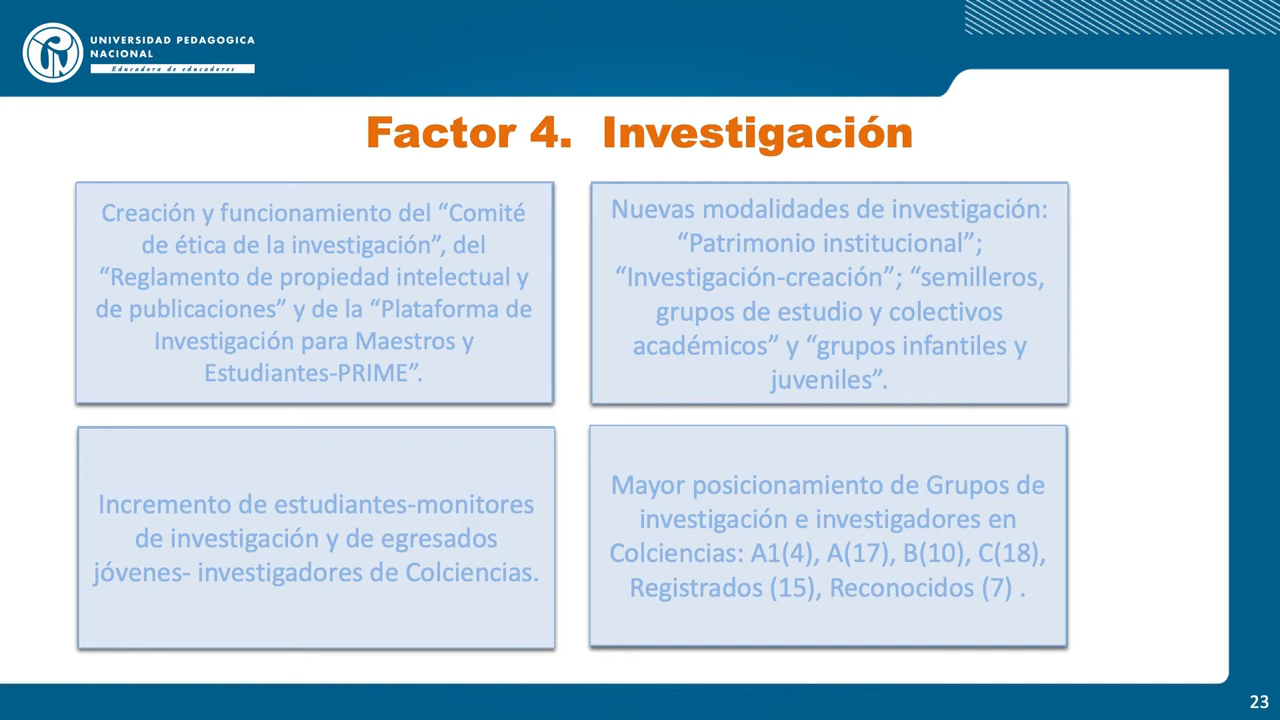 UNIVERSIDAD PEDAGOGICA
NACIONAL
Educadora de educadores
Factor 4. Investigación
Creación y funcionamiento del “Comité
de ética de la investigación”, del
“Reglamento de propiedad intelectual y
de publicaciones” y de la “Plataforma de
Investigación para Maestros y
Estudiantes-PRIME”.
Nuevas modalidades de investigación:
“Patrimonio institucional”;
“Investigación-creación”; “semilleros,
grupos de estudio y colectivos
académicos” y “grupos infantiles y
juveniles”.
Incremento de estudiantes-monitores
de investigación y de egresados
jóvenes- investigadores de Colciencias.
Mayor posicionamiento de Grupos de
investigación e investigadores en
Colciencias: A1(4), A(17), B(10), C(18),
Registrados (15), Reconocidos (7) .
23